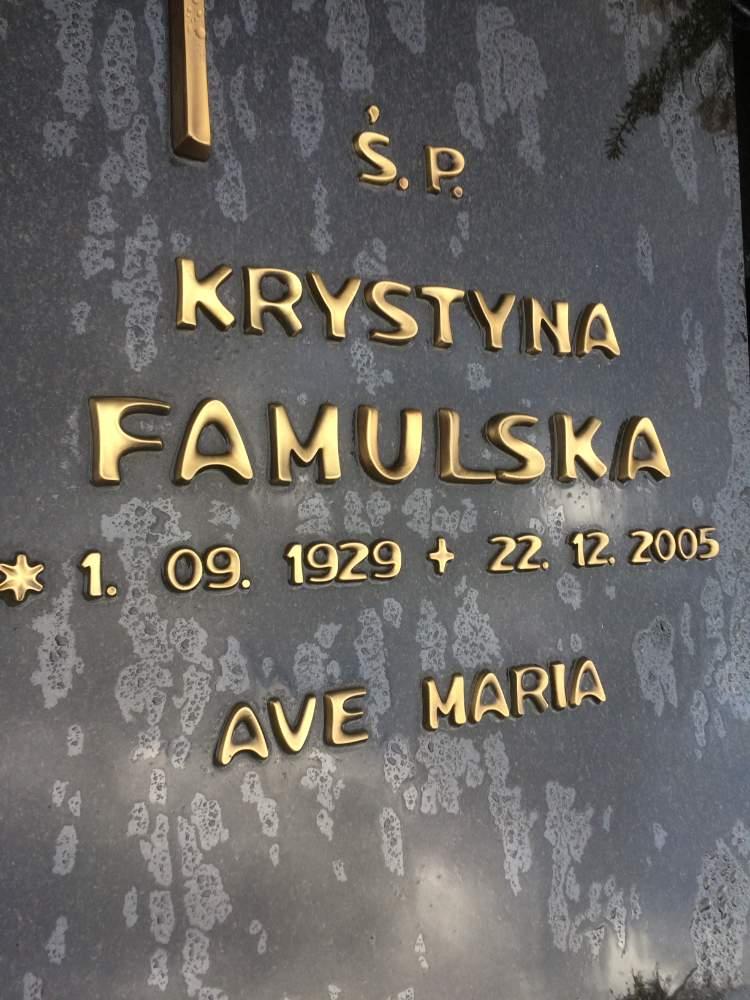 Ś. P.
KRYSTYNA
FAMULSKA
* 1. 09. 1929 + 22. 12. 2005
AVE MARIA